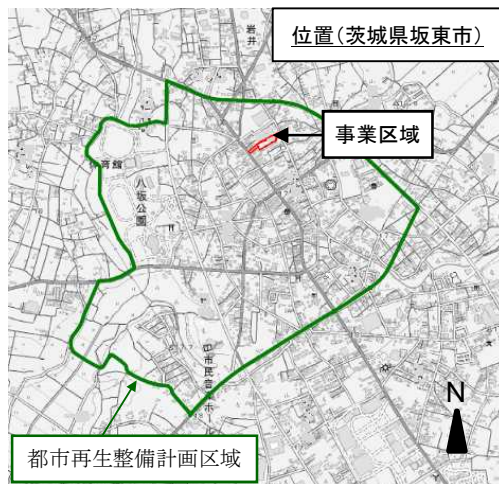 位置(茨城県坂東市)
岩井
事業区域
体育館
八坂公園
市民音楽ホール
N
都市再生整備計画区域